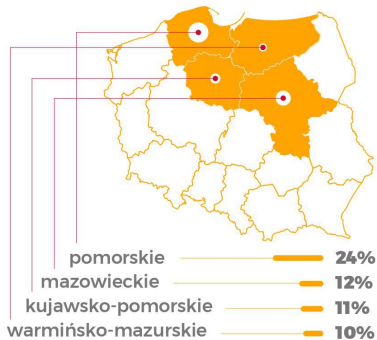 pomorskie 24%
mazowieckie 12%
kujawsko-pomorskie 11%
warmińsko-mazurskie 10%